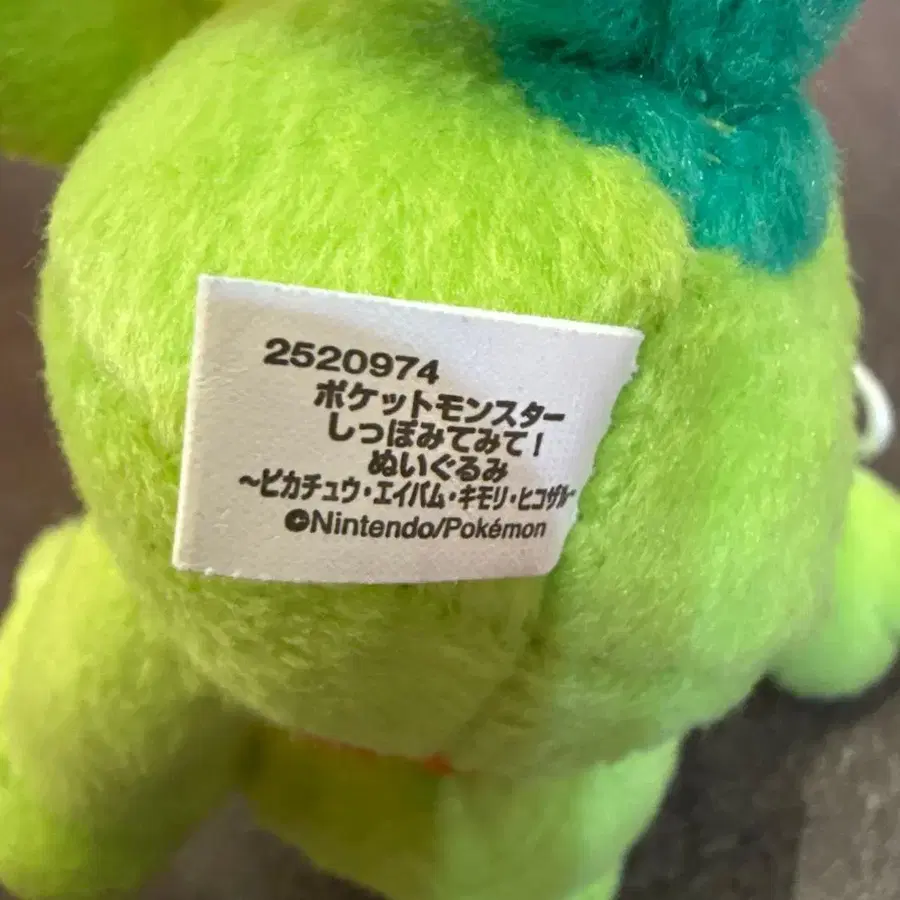 2520974
ポケットモンスター
しっぽみてみて！
ぬいぐるみ
～ピカチュウ・エイパム・キモリ・ヒコザル～
©Nintendo/Pokémon